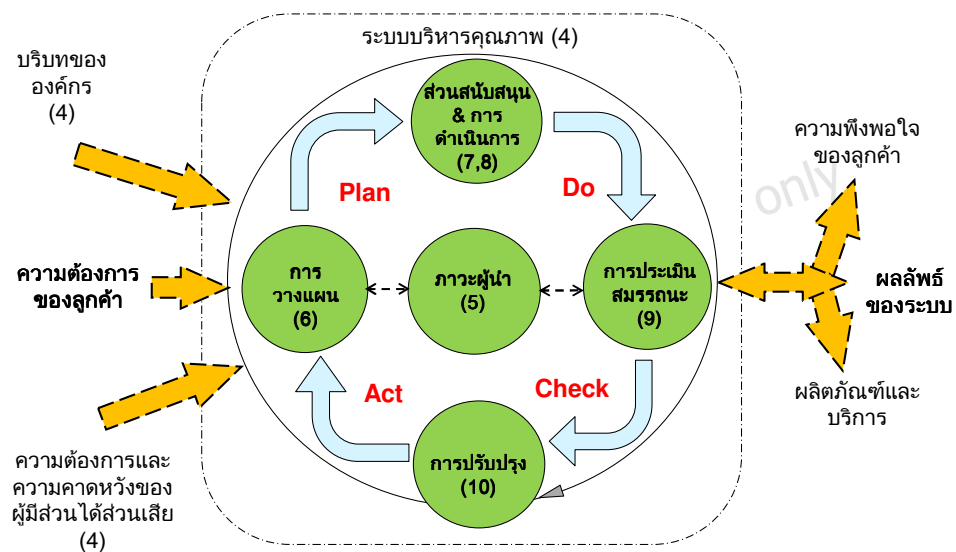 ระบบบริหารคุณภาพ (4)
บริบทของ
องค์กร
(4)
ส่วนสนับสนุน
& การ
ดำเนินการ
(7,8)
ความพึงพอใจ
ของลูกค้า
only
Plan
Do
ความต้องการ
ของลูกค้า
การ
วางแผน
(6)
ภาวะผู้นำ
(5)
การประเมิน
สมรรถนะ
(9)
ผลลัพธ์
ของระบบ
Act
Check
ผลิตภัณฑ์และ
บริการ
การปรับปรุง
(10)
ความต้องการและ
ความคาดหวังของ
ผู้มีส่วนได้ส่วนเสีย
(4)